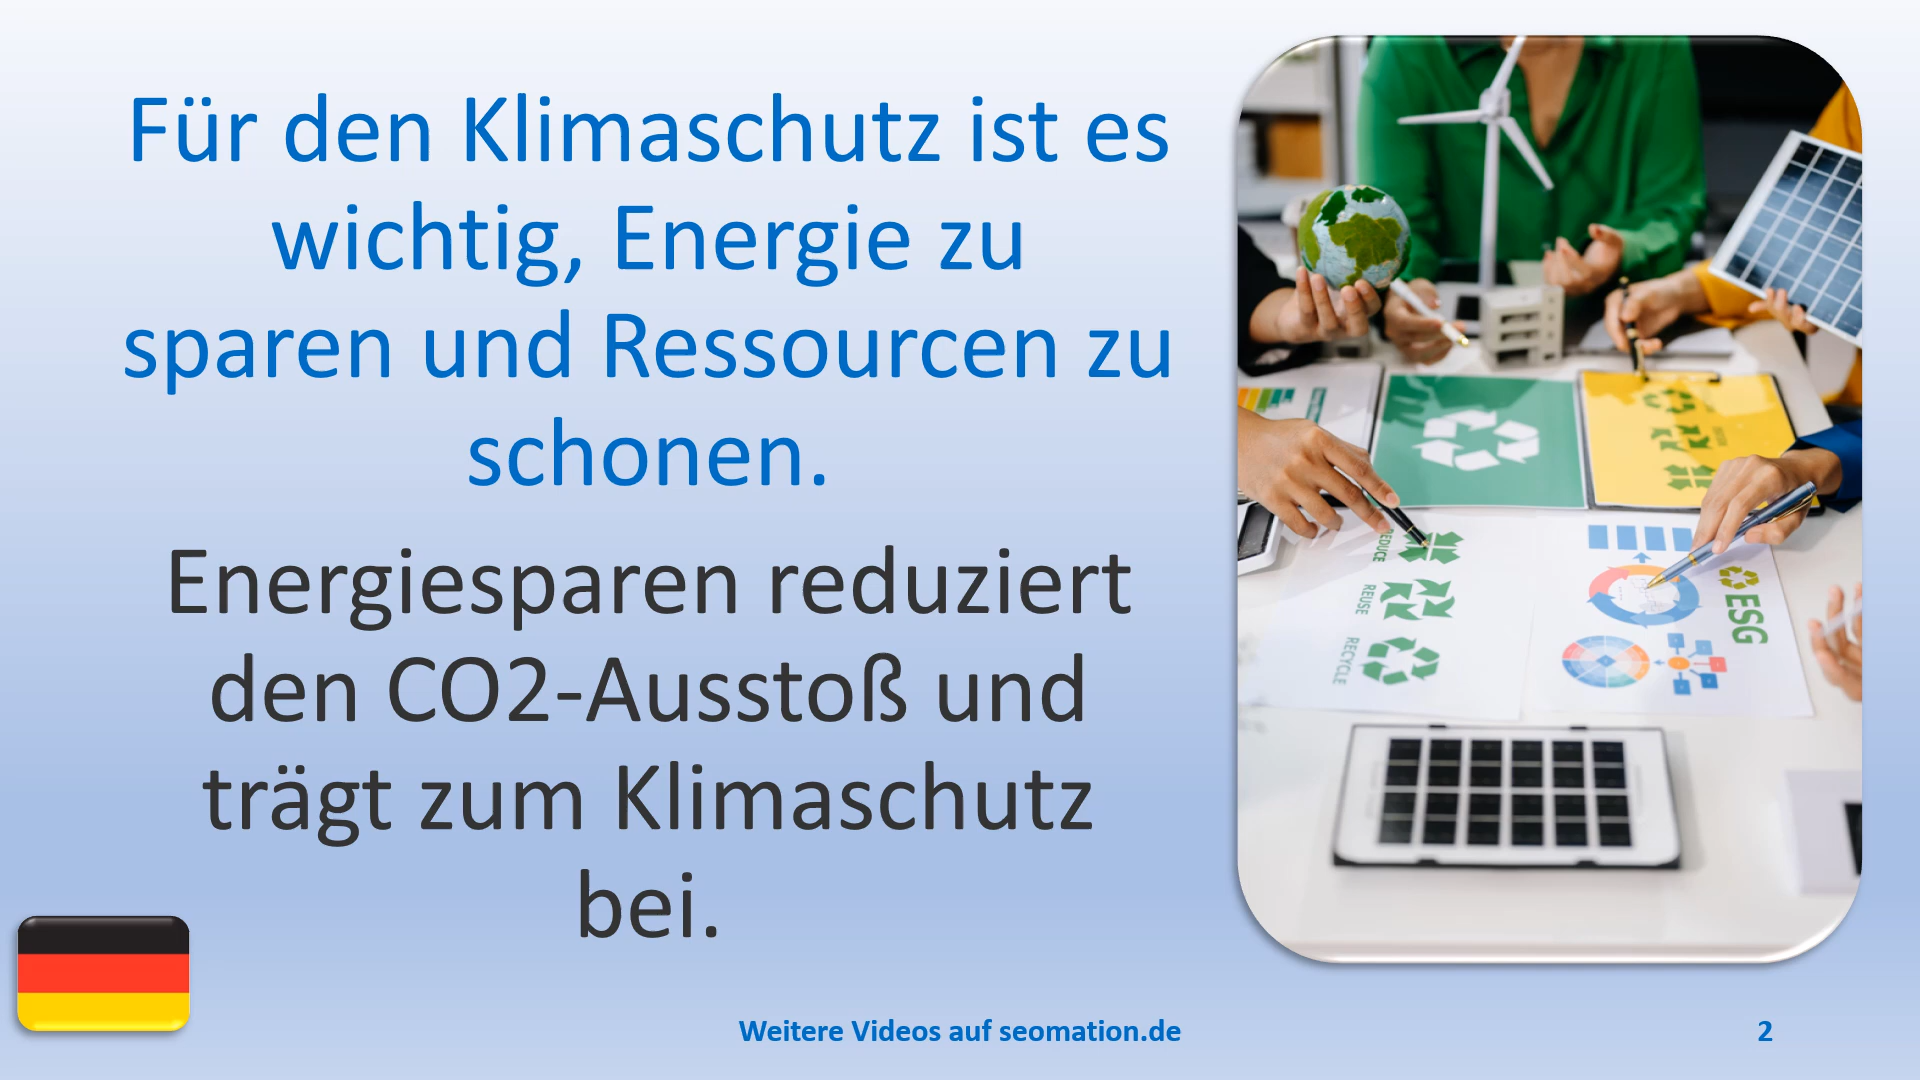 Für den Klimaschutz ist es
wichtig, Energie zu
sparen und Ressourcen zu
schonen.
Energiesparen reduziert
den CO2-Ausstoß und
trägt zum Klimaschutz
bei.
REUSE
RECYCLE
ESG
Weitere Videos auf seomation.de
2